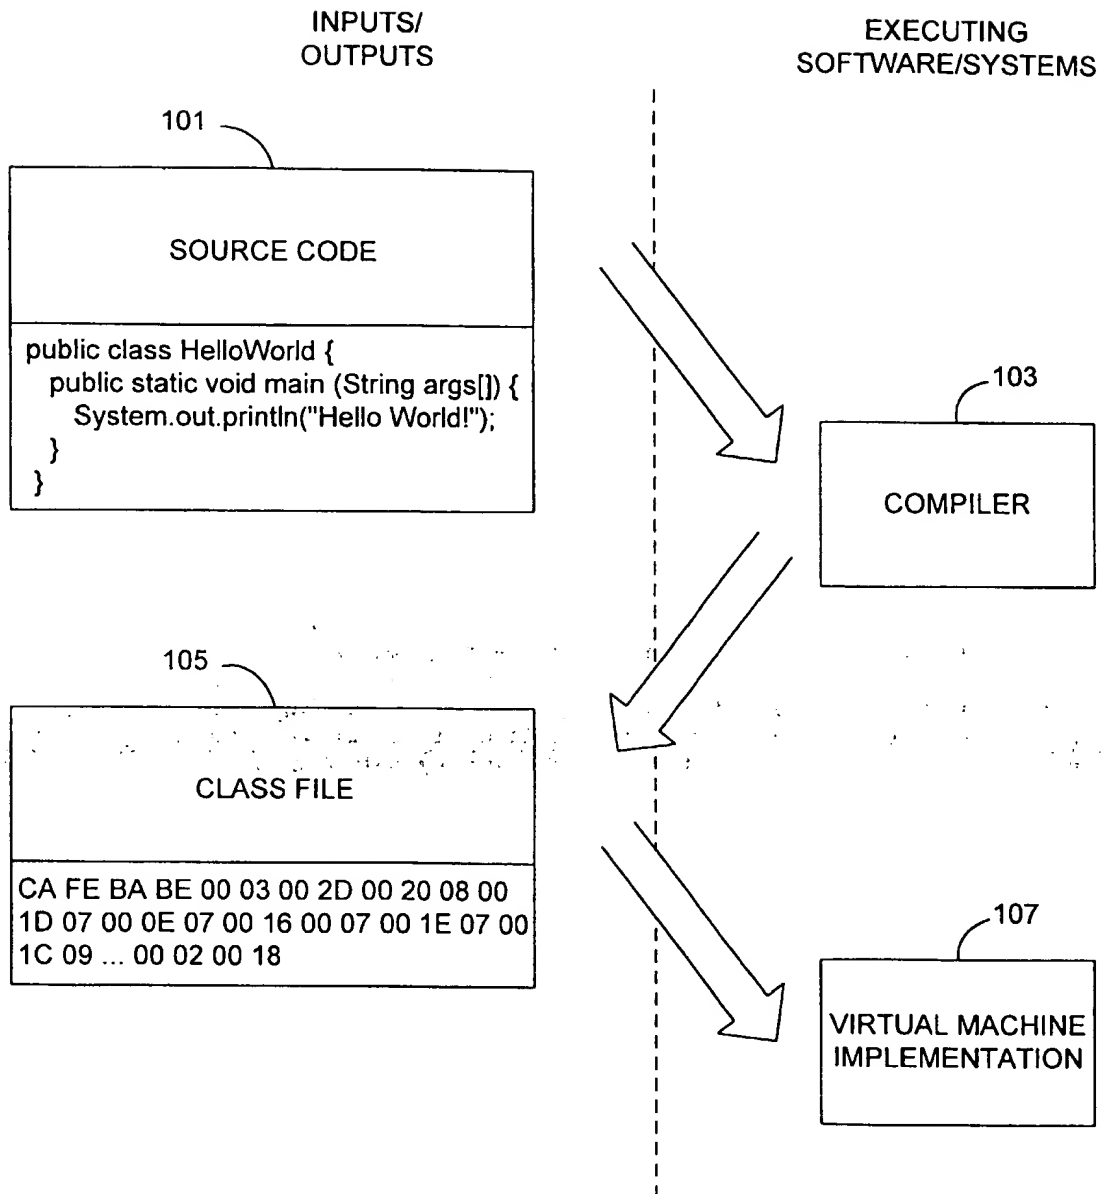 INPUTS/
OUTPUTS
EXECUTING
SOFTWARE/SYSTEMS
101
SOURCE CODE
public class HelloWorld {
public static void main (String args[]) {
System.out.println("Hello World!");
}
}
103
COMPILER
105
CLASS FILE
CA FE BA BE 00 03 00 2D 00 20 08 00
1D 07 00 0E 07 00 16 00 07 00 1E 07 00
1C 09 ... 00 02 00 18
107
VIRTUAL MACHINE
IMPLEMENTATION